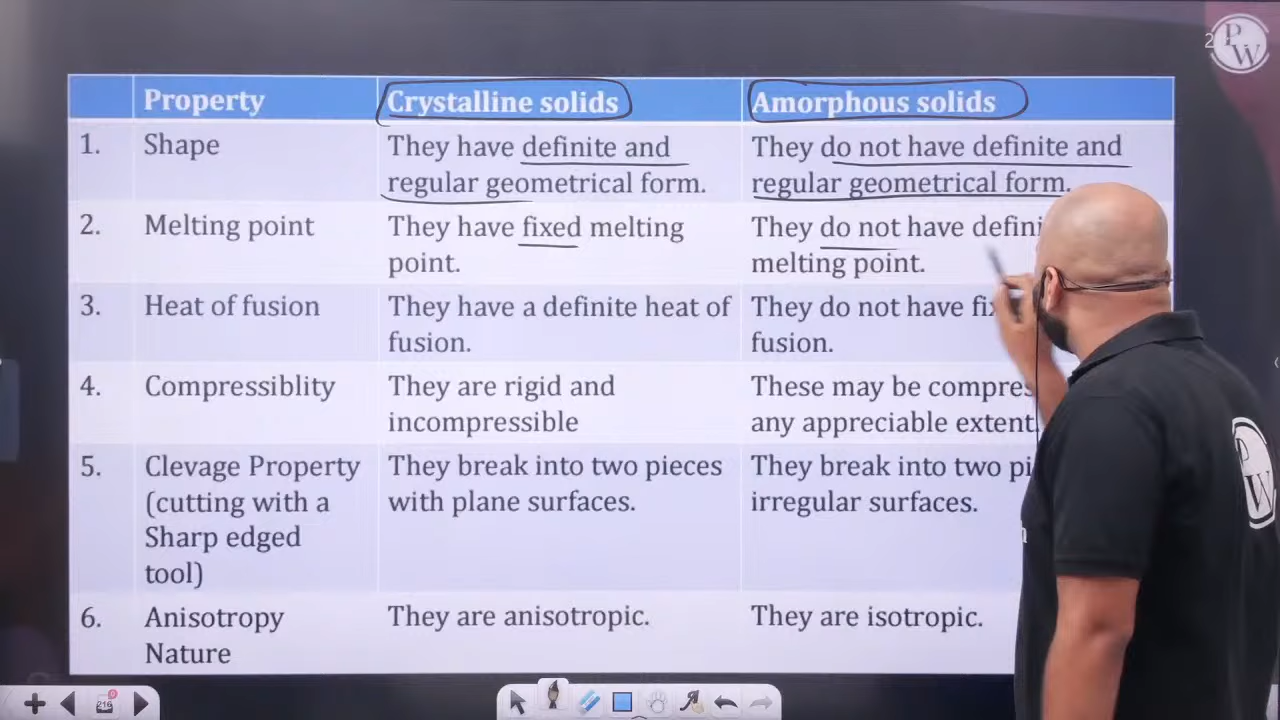 PW
Property Crystalline solids Amorphous solids
1. Shape They have definite and They do not have definite and
regular geometrical form. regular geometrical form.
2. Melting point They have fixed melting They do not have
point. melting point.
3. Heat of fusion They have a definite heat of They do not have
fusion. fusion.
4. Compressiblity They are rigid and These may be
incompressible any appreciable extent.
5. Clevage Property They break into two pieces They break into two
(cutting with a with plane surfaces. irregular surfaces.
Sharp edged
tool)
6. Anisotropy They are anisotropic. They are isotropic.
Nature
216